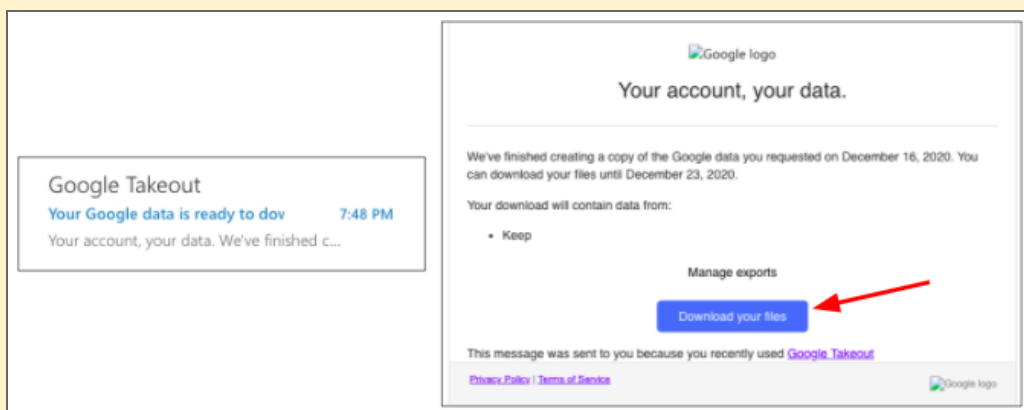 Google Takeout
Your Google data is ready to dov
7:48 PM
Your account, your data. We've finished c...
Google logo
Your account, your data.
We've finished creating a copy of the Google data you requested on December 16, 2020. You
can download your files until December 23, 2020.
Your download will contain data from:
• Keep
Manage exports
Download your files
This message was sent to you because you recently used Google Takeout
Privacy Policy | Terms of Service
Google logo